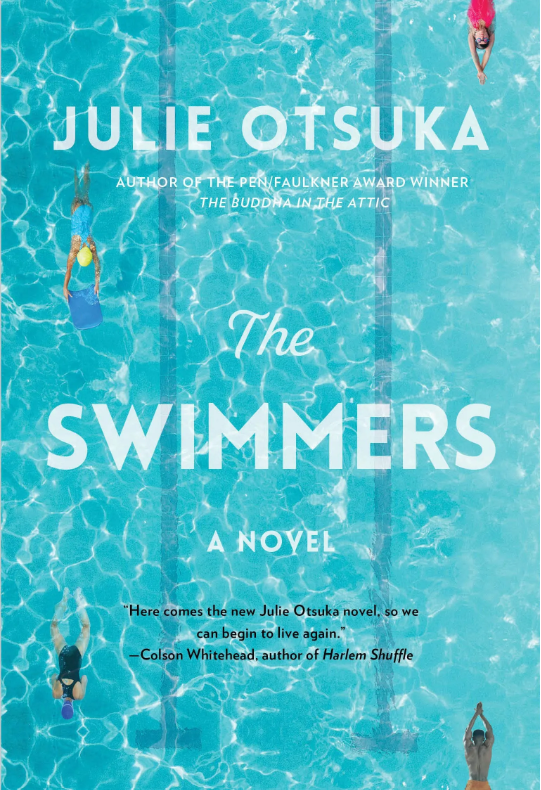 JULIE OTSUKA
AUTHOR OF THE PEN/FAULKNER AWARD WINNER
THE BUDDHA IN THE ATTIC
The
SWIMMERS
A NOVEL
"Here comes the new Julie Otsuka novel, so we
can begin to live again."
—Colson Whitehead, author of Harlem Shuffle